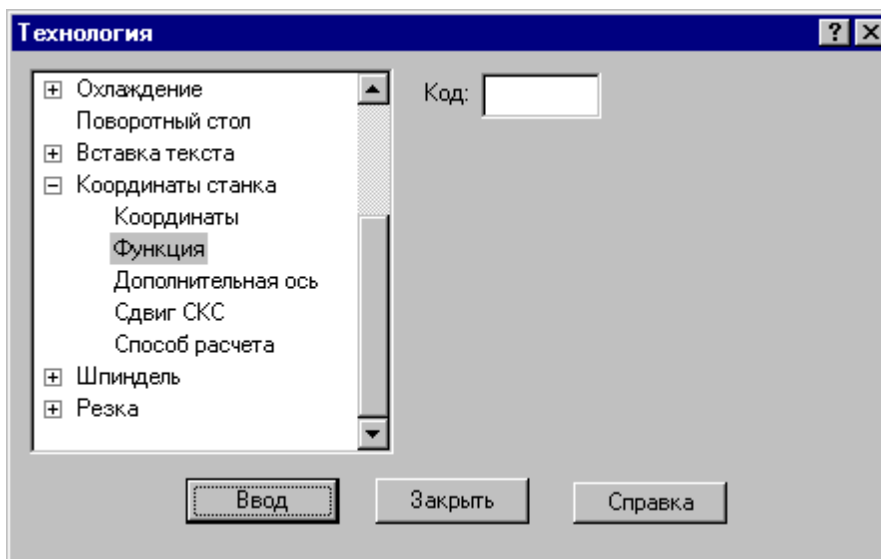 Технология
Охлаждение
Поворотный стол
Вставка текста
Координаты станка
Координаты
Функция
Дополнительная ось
Сдвиг СКС
Способ расчета
Шпиндель
Резка
Код:
Ввод
Закрыть
Справка